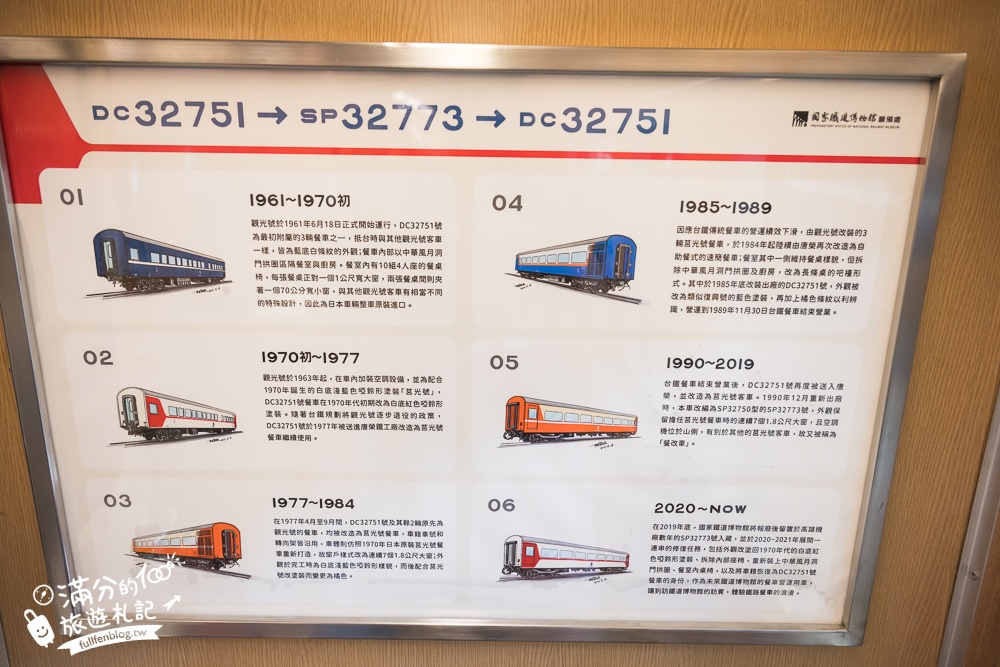 DC32751 → SP32773 → DC32751
國家鐵道博物館籌備處
PREPARATORY OFFICE OF NATIONAL RAILWAY MUSEUM
01
1961~1970初
觀光號於1961年6月18日正式開始運行，DC32751號
為最初附屬的3輛餐車之一，抵台時與其他觀光號客車
一樣，皆為藍底白條紋的外觀；餐車內部以中華風月洞
門拱圈區隔餐室與廚房。餐室內有10組4人座的餐桌
椅，每張餐桌正對一個1公尺寬大窗，兩張餐桌間則夾
著一個70公分寬小窗，與其他觀光號客車有相當不同
的特殊設計，因此為日本車輛整車原裝進口。
02
1970初~1977
觀光號於1963年起，在車內加裝空調設備，並為配合
1970年誕生的白底淺藍色啞鈴形塗裝「莒光號」，
DC32751號餐車在1970年代初期改為白底紅色啞鈴形
塗裝。隨著台鐵規劃將觀光號逐步退役的政策，
DC32751號於1977年被送進唐榮鐵工廠改造為莒光號
餐車繼續使用。
03
1977~1984
在1977年4月至9月間，DC32751號及其餘2輛原先為
觀光號的餐車，均被改造為莒光號餐車，車籍車號和
轉向架皆沿用，車體則仿照1970年日本原裝莒光號餐
車重新打造，故窗戶樣式改為連續7個1.8公尺大窗；外
觀於完工時為白底淺藍色啞鈴形樣貌，而後配合莒光
號改塗裝而變更為橘色。
04
1985~1989
因應台鐵傳統餐車的營運績效下滑，由觀光號改裝的3
輛莒光號餐車，於1984年起陸續由唐榮再次改造為自
助餐式的速簡餐車；餐室其中一側維持餐桌樣貌，但拆
除中華風月洞門拱圈及廚房，改為長條桌的吧檯形
式。其中於1985年底改裝出廠的DC32751號，外觀被
改為類似復興號的藍色塗裝，再加上橘色條紋以利辨
識，營運到1989年11月30日台鐵餐車結束營業。
05
1990~2019
台鐵餐車結束營業後，DC32751號再度被送入唐
榮，並改造為莒光號客車。1990年12月重新出廠
時，本車改編為SP32750型的SP32773號，外觀保
留擔任莒光號餐車時的連續7個1.8公尺大窗，且空調
機位於山側，有別於其他的莒光號客車，故又被稱為
「餐改車」。
06
2020~NOW
在2019年底，國家鐵道博物館將報廢後留置於高雄機
廠數年的SP32773號入藏，並於2020~2021年展開一
連串的修復任務，包括外觀改塗回1970年代的白底紅
色啞鈴形塗裝、拆除內部座椅、重新裝上中華風月洞
門拱圈、餐室內桌椅，以及將車籍恢復為DC32751號
餐車的身份，作為未來鐵道博物館的餐車營運用車，
讓到訪鐵道博物館的訪賓，體驗鐵路餐車的浪漫。
滿分的100
旅遊札記
fullfenblog.tw